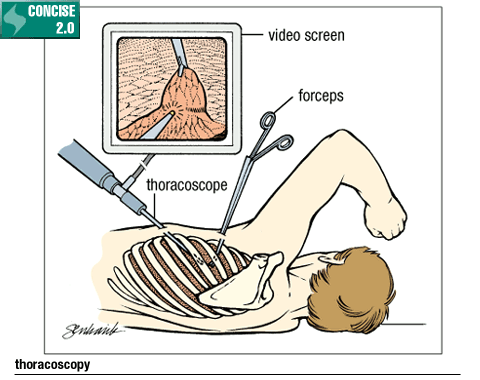 CONCISE
2.0
video screen
forceps
thoracoscope
thoracoscopy